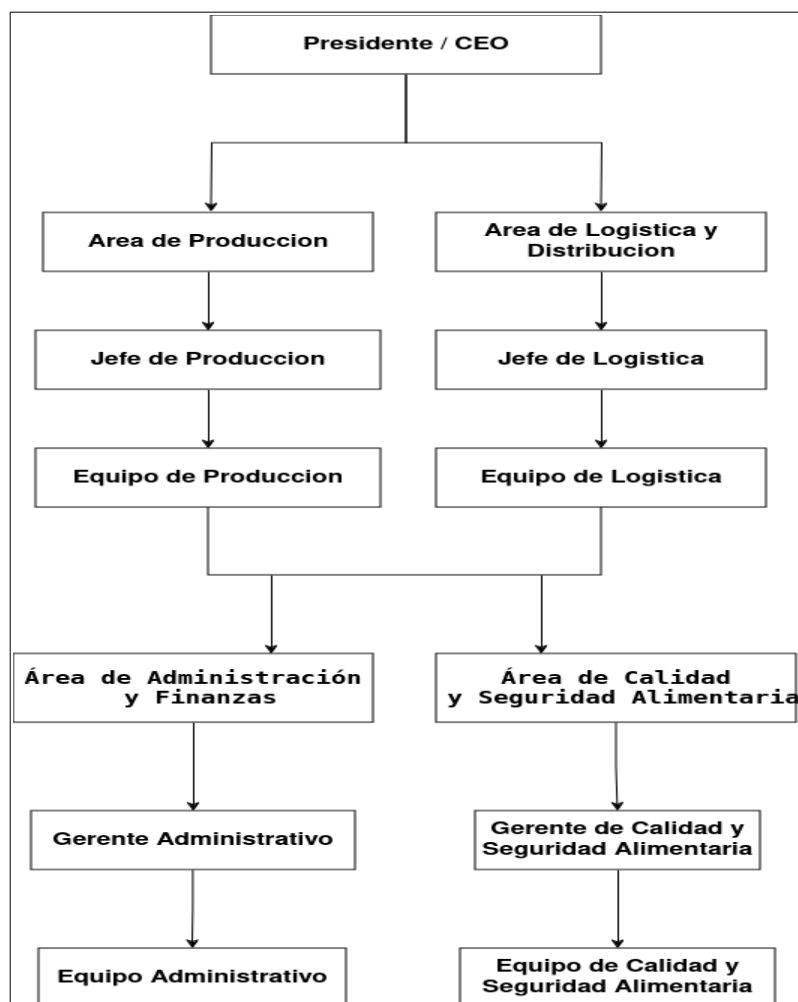 Presidente / CEO
Area de Produccion
Area de Logistica y
Distribucion
Jefe de Produccion
Jefe de Logistica
Equipo de Produccion
Equipo de Logistica
Área de Administración
y Finanzas
Área de Calidad
y Seguridad Alimentaria
Gerente Administrativo
Gerente de Calidad y
Seguridad Alimentaria
Equipo Administrativo
Equipo de Calidad y
Seguridad Alimentaria